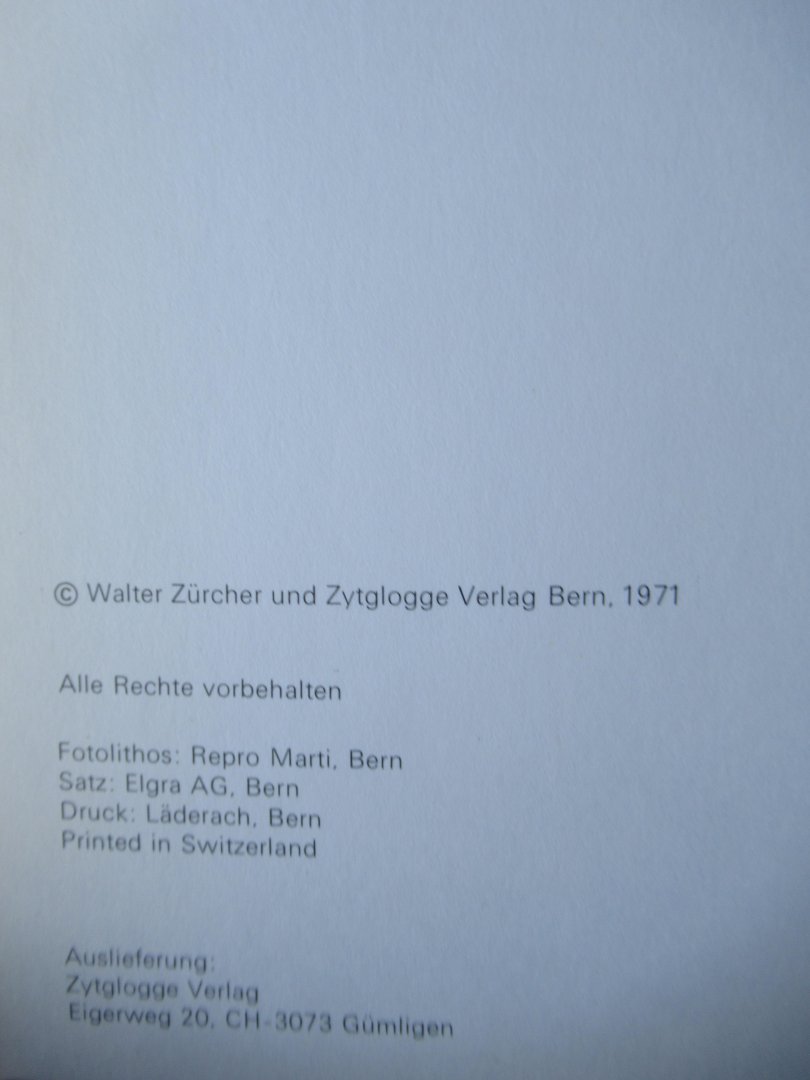 © Walter Zürcher und Zytglogge Verlag Bern, 1971
Alle Rechte vorbehalten
Fotolithos: Repro Marti, Bern
Satz: Elgra AG, Bern
Druck: Läderach, Bern
Printed in Switzerland
Auslieferung:
Zytglogge Verlag
Eigerweg 20, CH-3073 Gümligen